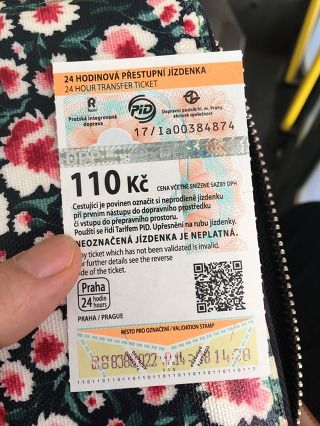 24 HODINOVÁ PŘESTUPNÍ JÍZDENKA
24 HOUR TRANSFER TICKET
Pražská integrovaná
doprava
PID
Dopravní podnik hl. m. Prahy,
akciová společnost
17/Ia00384874
110 Kč CENA VČETNĚ SNÍŽENÉ SAZBY DPH
Cestující je povinen označit si neprodleně jízdenku
při prvním nástupu do dopravního prostředku
či vstupu do přepravního prostoru.
Použití se řídí Tarifem PID. Upřesnění na rubu jízdenky.
NEOZNAČENÁ JÍZDENKA JE NEPLATNÁ.
ny ticket which has not been validated is invalid.
r further details see the reverse
de of the ticket.
Praha
24 hodin
hours
PRAHA / PRAGUE
MÍSTO PRO OZNAČENÍ / VALIDATION STAMP
14:28